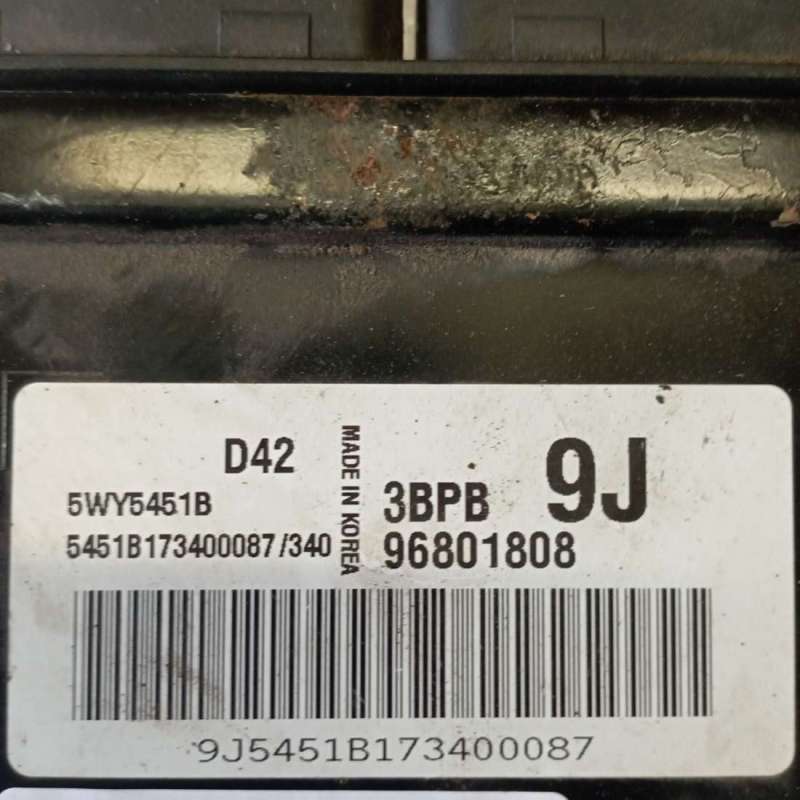 D42
5WY5451B
5451B173400087/340
MADE IN KOREA
3BPB 9J
96801808
9J5451B173400087